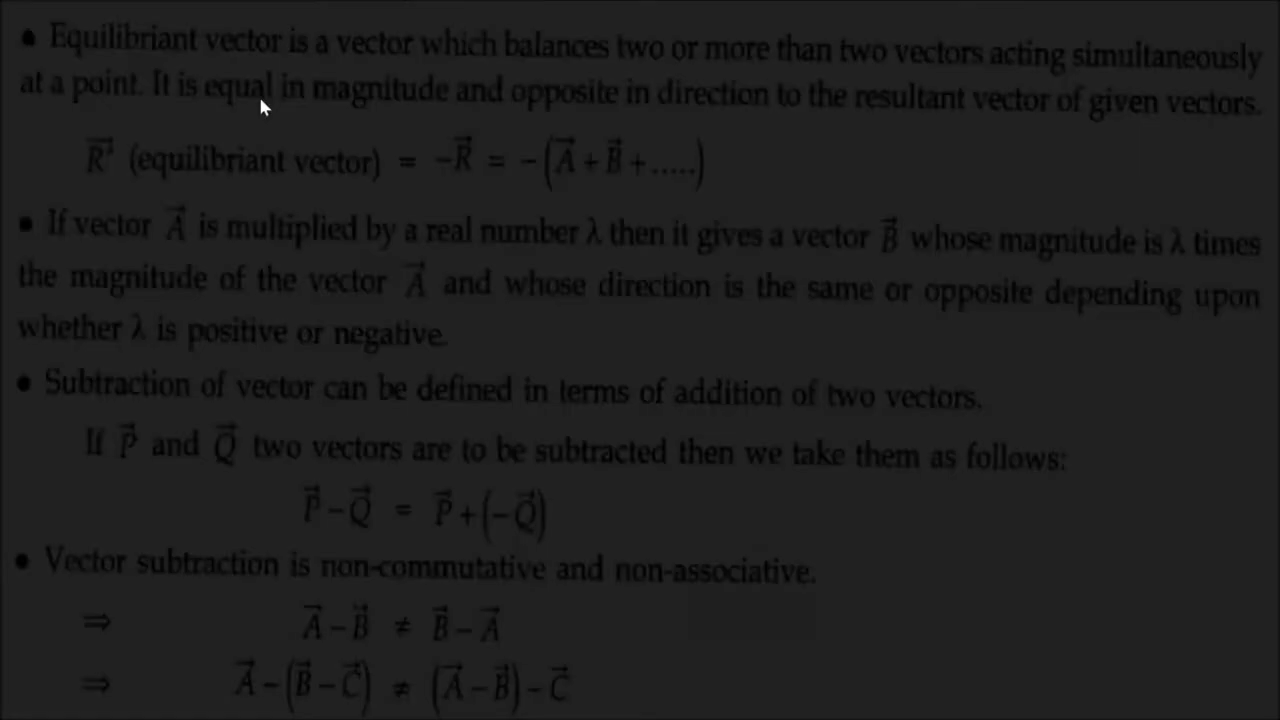 • Equilibriant vector is a vector which balances two or more than two vectors acting simultaneously
at a point. It is equal in magnitude and opposite in direction to the resultant vector of given vectors.
R⃗' (equilibriant vector) = −R⃗ = −(A⃗ + B⃗ + .....)
• If vector A⃗ is multiplied by a real number λ then it gives a vector B⃗ whose magnitude is λ times
the magnitude of the vector A⃗ and whose direction is the same or opposite depending upon
whether λ is positive or negative.
• Subtraction of vector can be defined in terms of addition of two vectors.
If P⃗ and Q⃗ two vectors are to be subtracted then we take them as follows:
P⃗ − Q⃗ = P⃗ + (−Q⃗)
• Vector subtraction is non-commutative and non-associative.
⇒ A⃗ − B⃗ ≠ B⃗ − A⃗
⇒ A⃗ − (B⃗ − C⃗) ≠ (A⃗ − B⃗) − C⃗